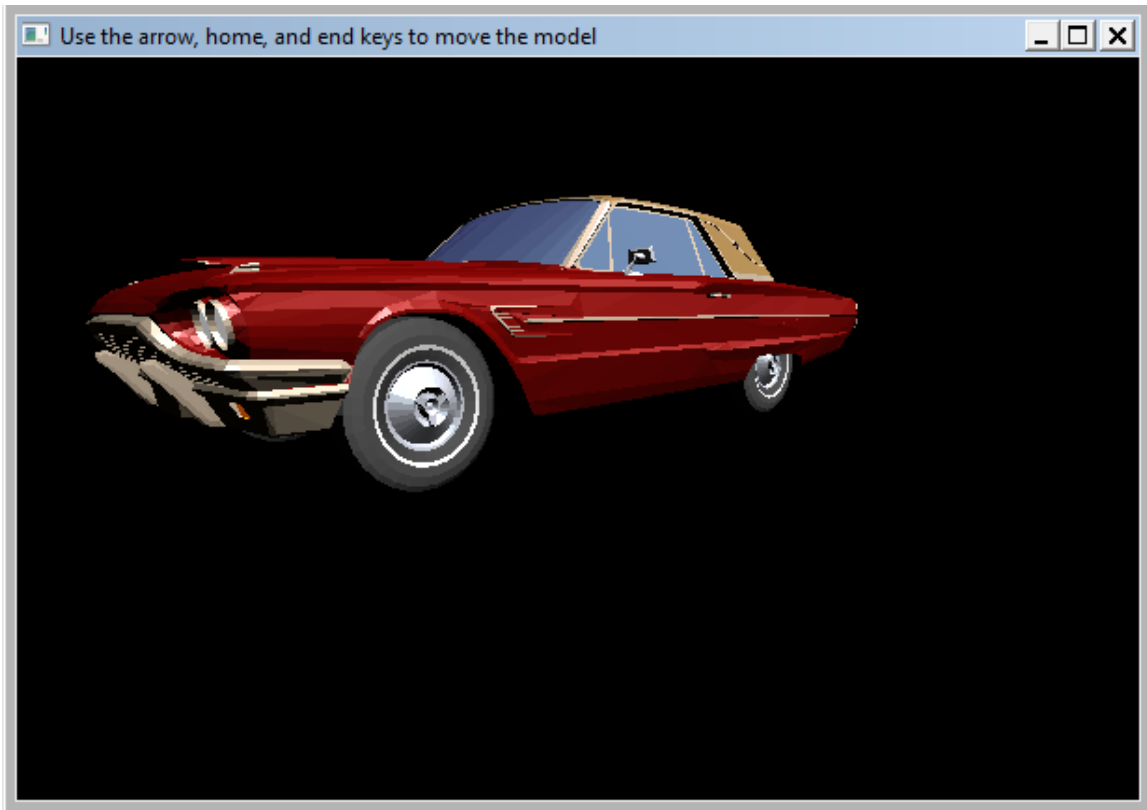 Use the arrow, home, and end keys to move the model